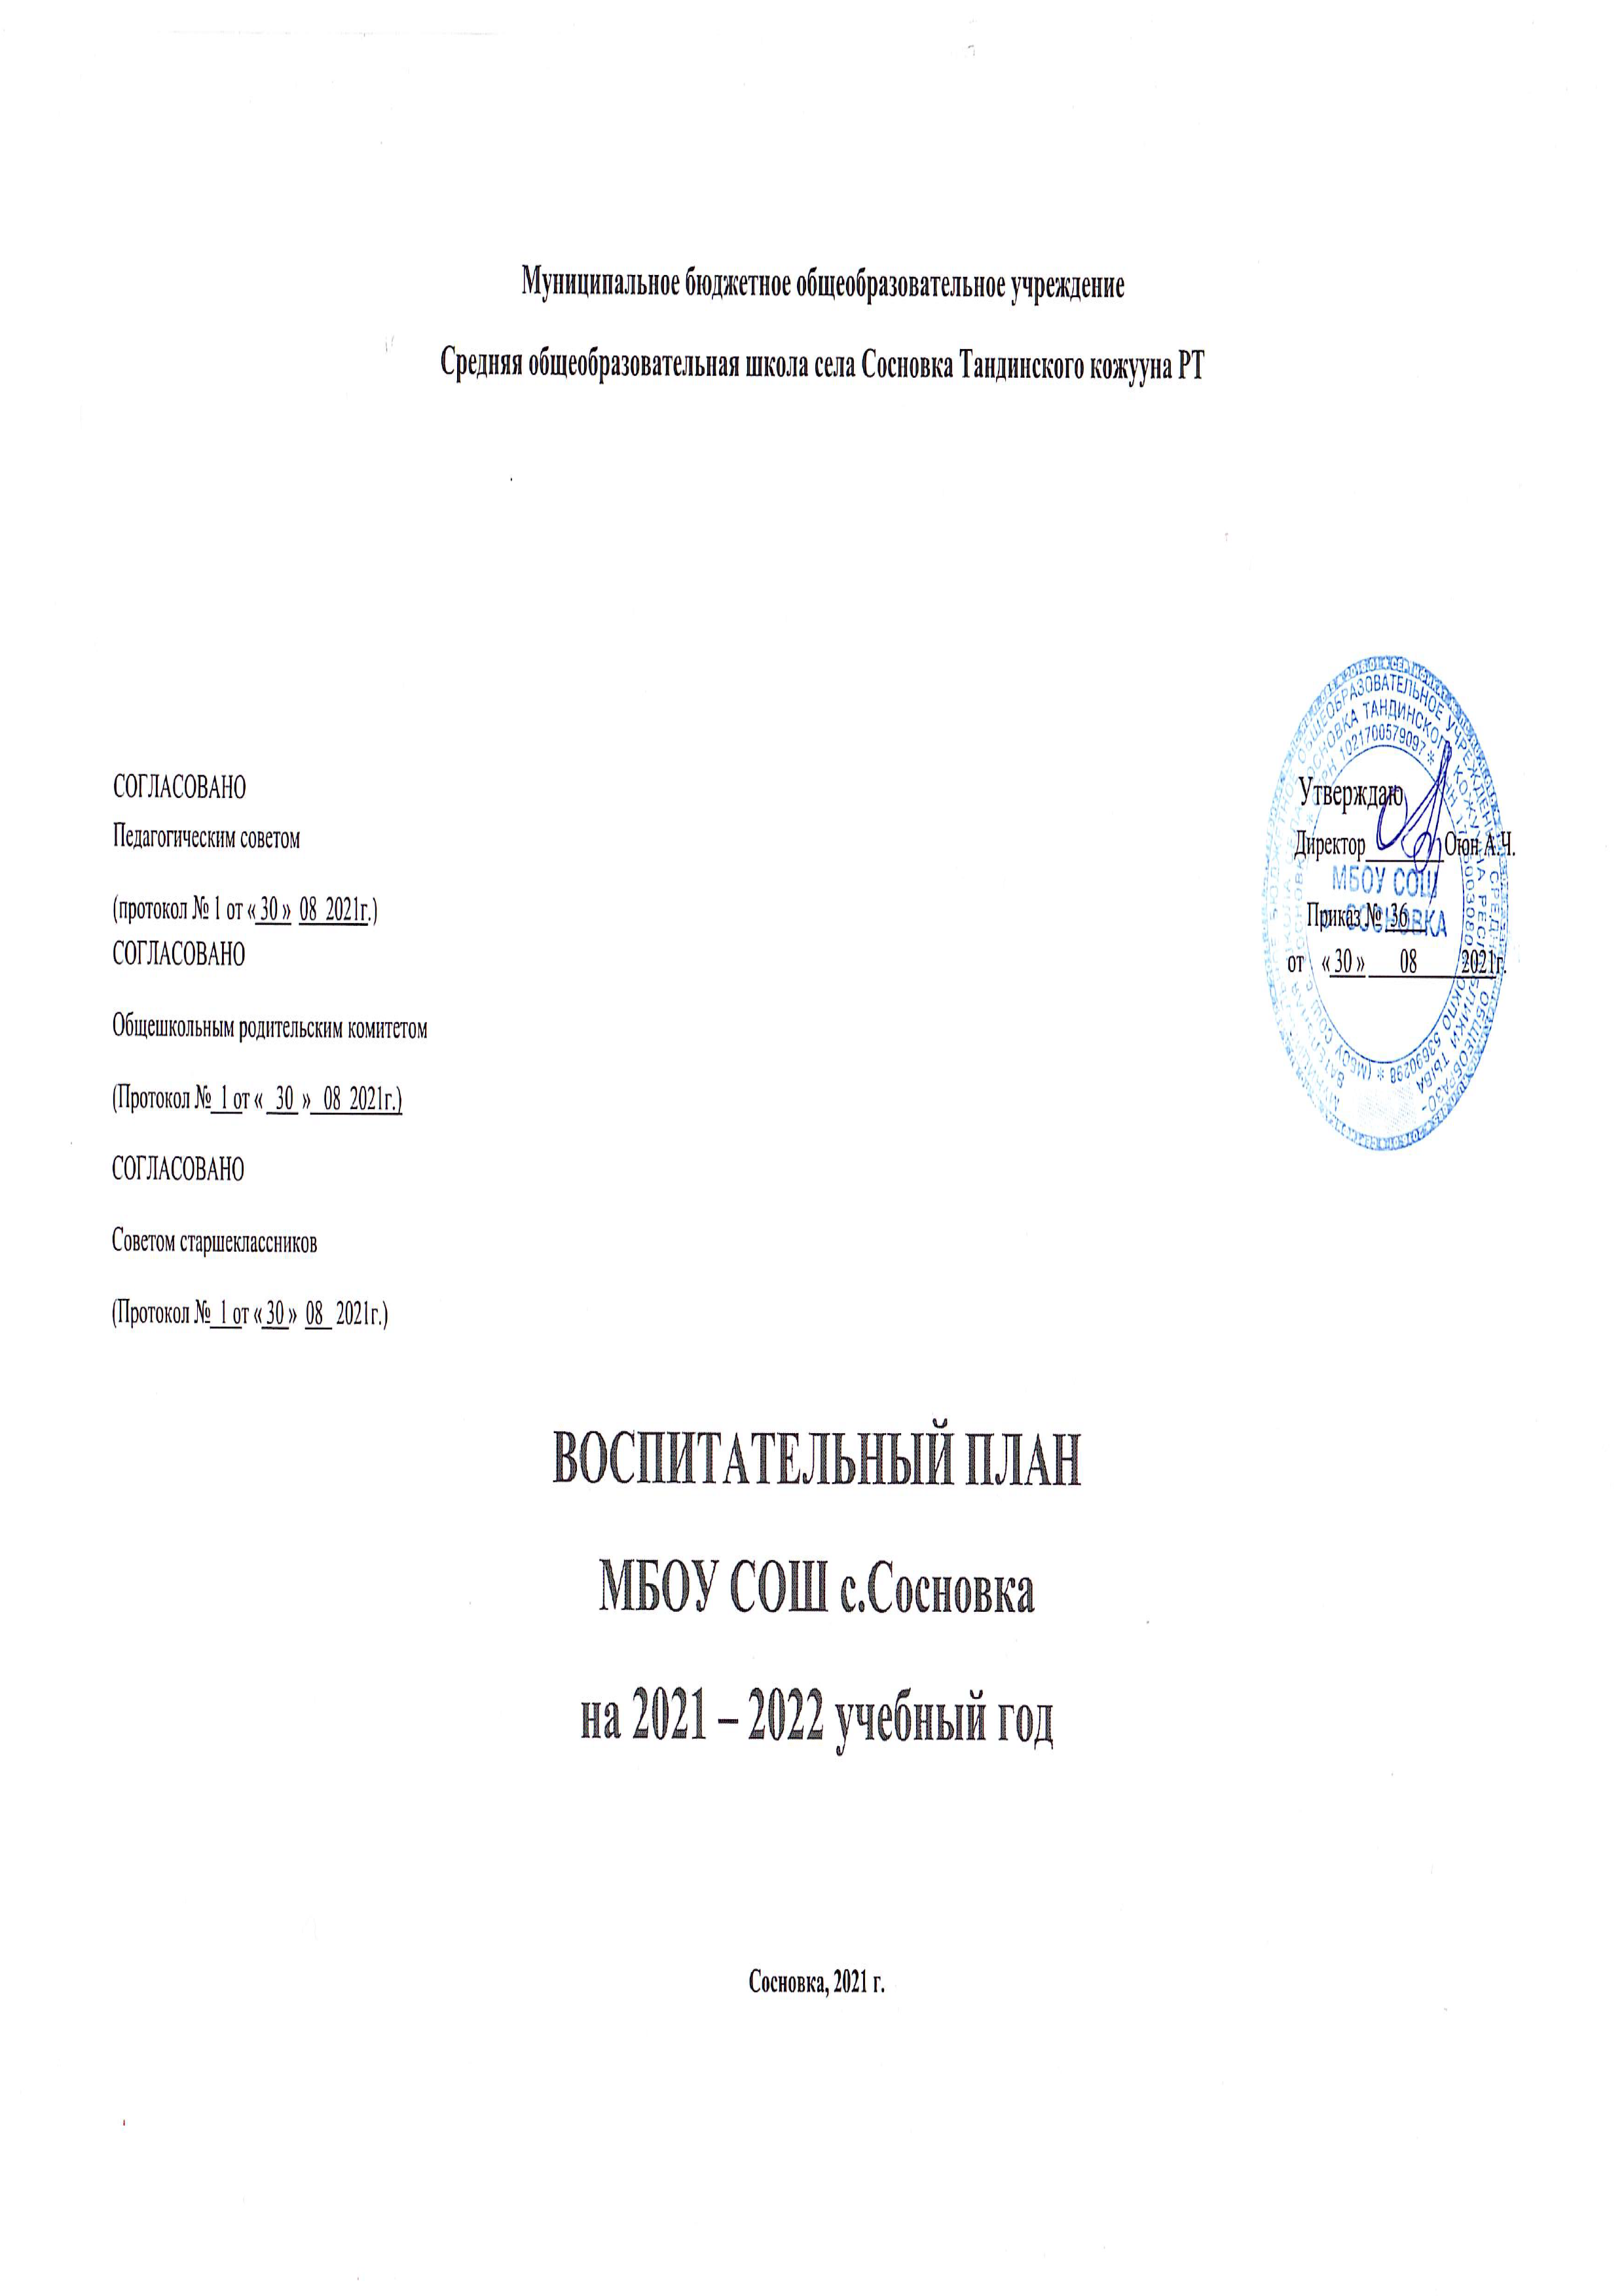 Муниципальное бюджетное общеобразовательное учреждение
Средняя общеобразовательная школа села Сосновка Тандинского кожууна РТ
СОГЛАСОВАНО
Педагогическим советом
(протокол № 1 от « 30 » 08 2021г.)
СОГЛАСОВАНО
Общешкольным родительским комитетом
(Протокол № 1 от « 30 » 08 2021г.)
СОГЛАСОВАНО
Советом старшеклассников
(Протокол № 1 от « 30 » 08 2021г.)
Утверждаю
Директор________Оюн А.Ч.
Приказ № 36
от « 30 » 08 2021г.
МБОУ СОШ
СОСНОВКА
ВОСПИТАТЕЛЬНЫЙ ПЛАН
МБОУ СОШ с.Сосновка
на 2021 – 2022 учебный год
Сосновка, 2021 г.